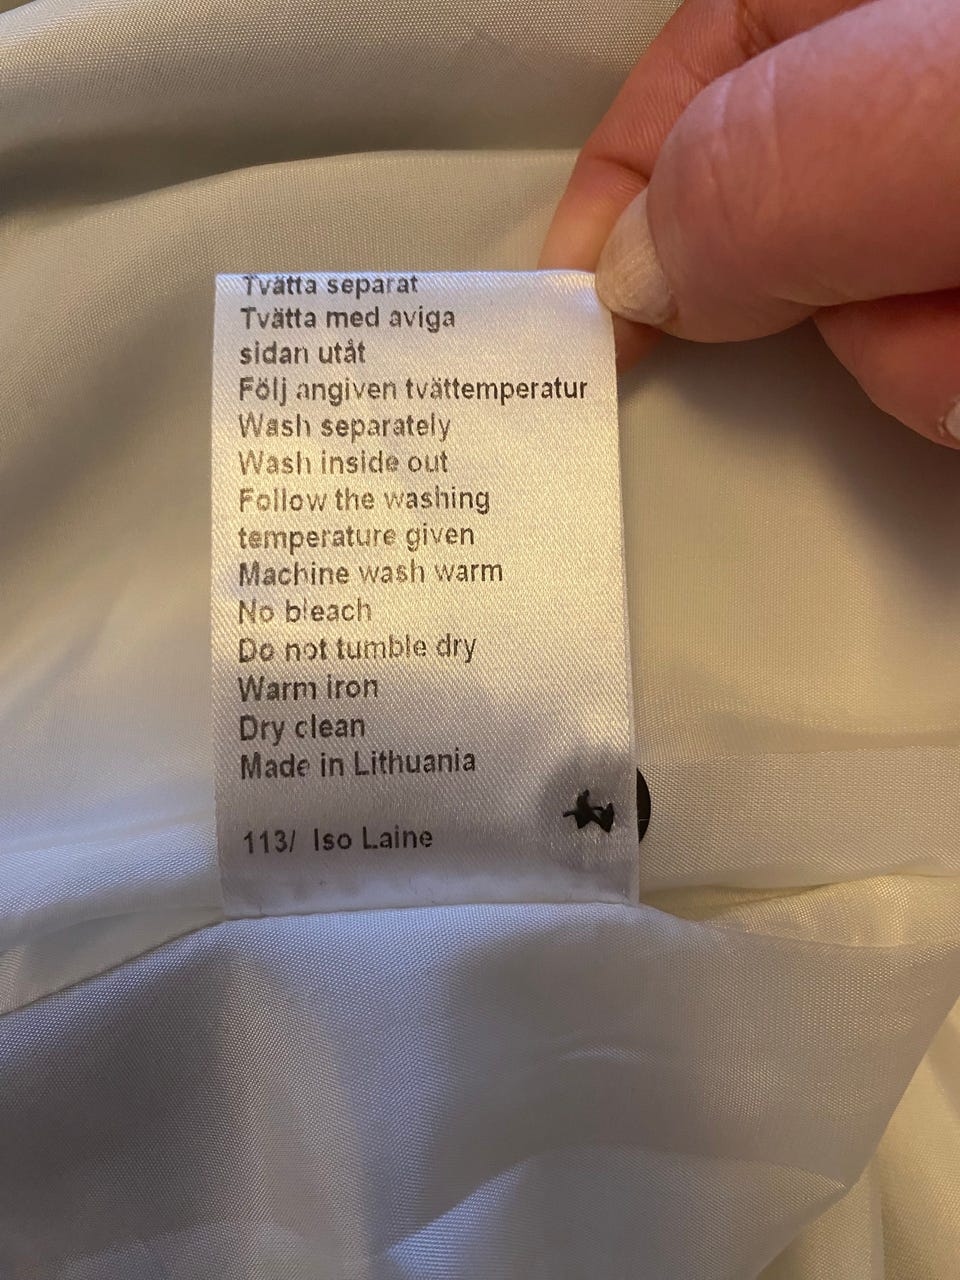 Tvätta separat
Tvätta med aviga
sidan utåt
Följ angiven tvättemperatur
Wash separately
Wash inside out
Follow the washing
temperature given
Machine wash warm
No bleach
Do not tumble dry
Warm iron
Dry clean
Made in Lithuania
113/ Iso Laine